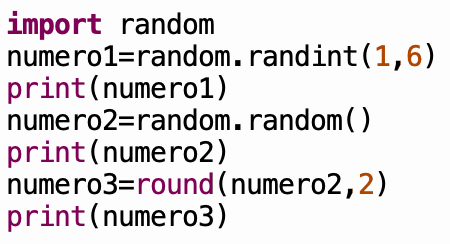 import random
numero1=random.randint(1,6)
print(numero1)
numero2=random.random()
print(numero2)
numero3=round(numero2,2)
print(numero3)